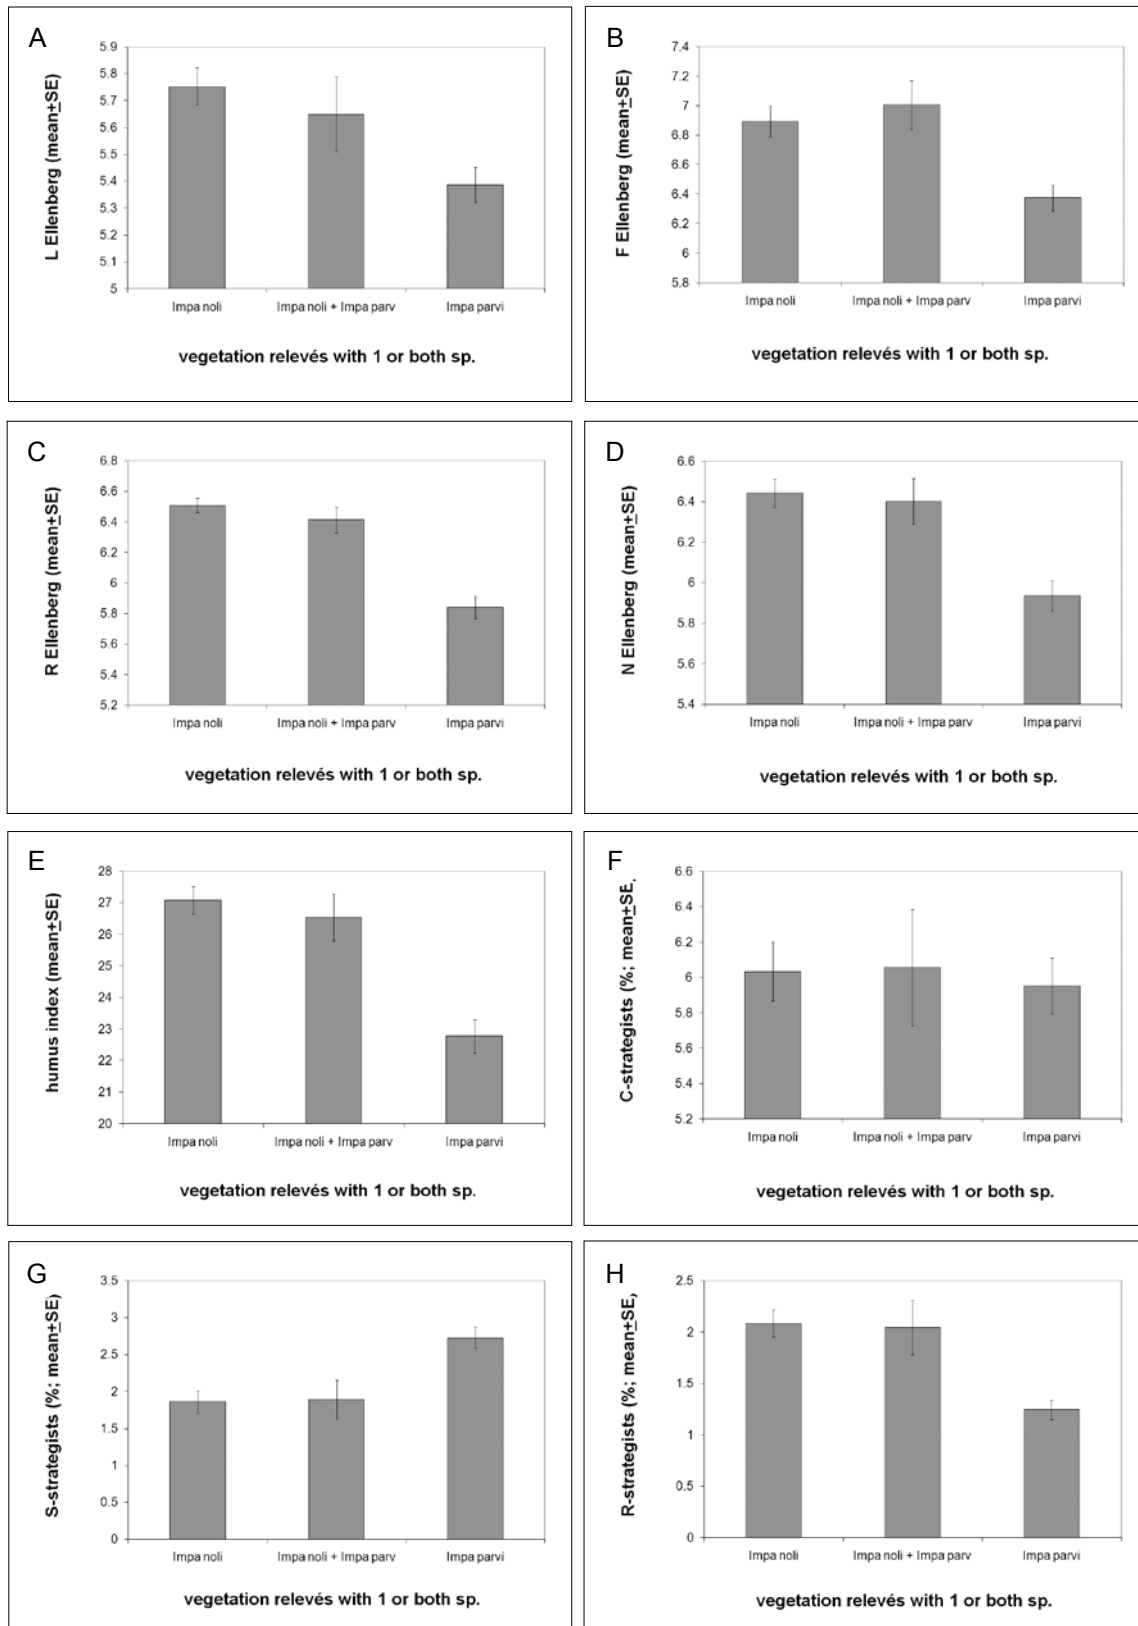 A
L Ellenberg (mean±SE)
5.9
5.8
5.7
5.6
5.5
5.4
5.3
5.2
5.1
5
Impa noli
Impa noli + Impa parv
Impa parvi
vegetation relevés with 1 or both sp.
B
F Ellenberg (mean±SE)
7.4
7.2
7
6.8
6.6
6.4
6.2
6
5.8
Impa noli
Impa noli + Impa parv
Impa parvi
vegetation relevés with 1 or both sp.
C
R Ellenberg (mean±SE)
6.8
6.6
6.4
6.2
6
5.8
5.6
5.4
5.2
Impa noli
Impa noli + Impa parv
Impa parvi
vegetation relevés with 1 or both sp.
D
N Ellenberg (mean±SE)
6.6
6.4
6.2
6
5.8
5.6
5.4
Impa noli
Impa noli + Impa parv
Impa parvi
vegetation relevés with 1 or both sp.
E
humus index (mean±SE)
28
27
26
25
24
23
22
21
20
Impa noli
Impa noli + Impa parv
Impa parvi
vegetation relevés with 1 or both sp.
F
C-strategists (%; mean±SE,
6.6
6.4
6.2
6
5.8
5.6
5.4
5.2
Impa noli
Impa noli + Impa parv
Impa parvi
vegetation relevés with 1 or both sp.
G
S-strategists (%; mean±SE)
3.5
3
2.5
2
1.5
1
0.5
0
Impa noli
Impa noli + Impa parv
Impa parvi
vegetation relevés with 1 or both sp.
H
R-strategists (%; mean±SE,
2.5
2
1.5
1
0.5
0
Impa noli
Impa noli + Impa parv
Impa parvi
vegetation relevés with 1 or both sp.